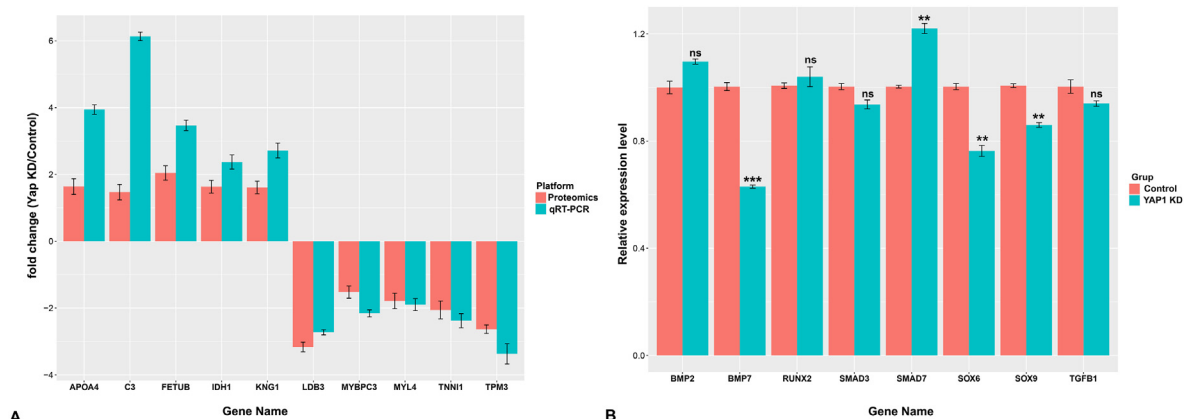 fold change (Yap KD/Control)
6
4
2
0
−2
−4
APOA4 C3 FETUB IDH1 KNG1 LDB3 MYBPC3 MYL4 TNNI1 TPM3
Gene Name
Platform
Proteomics
qRT-PCR
A
Relative expression level
1.2
0.8
0.4
0.0
ns
***
ns
ns
**
**
**
ns
BMP2 BMP7 RUNX2 SMAD3 SMAD7 SOX6 SOX9 TGFB1
Gene Name
Grup
Control
YAP1 KD
B